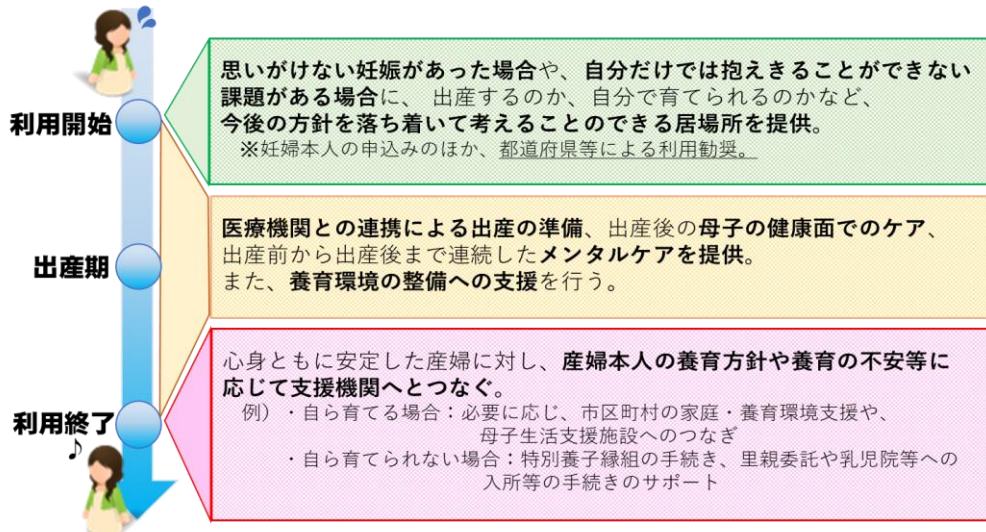 利用開始
思いがけない妊娠があった場合や、自分だけでは抱えきることができない
課題がある場合に、 出産するのか、自分で育てられるのかなど、
今後の方針を落ち着いて考えることのできる居場所を提供。
※妊婦本人の申込みのほか、都道府県等による利用勧奨。
出産期
医療機関との連携による出産の準備、出産後の母子の健康面でのケア、
出産前から出産後まで連続したメンタルケアを提供。
また、養育環境の整備への支援を行う。
利用終了
♪
心身ともに安定した産婦に対し、産婦本人の養育方針や養育の不安等に
応じて支援機関へとつなぐ。
例）・自ら育てる場合：必要に応じ、市区町村の家庭・養育環境支援や、
母子生活支援施設へのつなぎ
・自ら育てられない場合：特別養子縁組の手続き、里親委託や乳児院等への
入所等の手続きのサポート